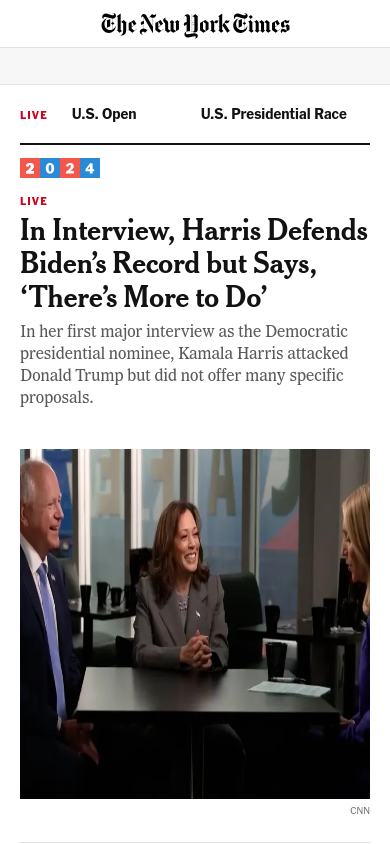 The New York Times
LIVE U.S. Open U.S. Presidential Race
2024
LIVE
In Interview, Harris Defends
Biden’s Record but Says,
‘There’s More to Do’
In her first major interview as the Democratic
presidential nominee, Kamala Harris attacked
Donald Trump but did not offer many specific
proposals.
CNN